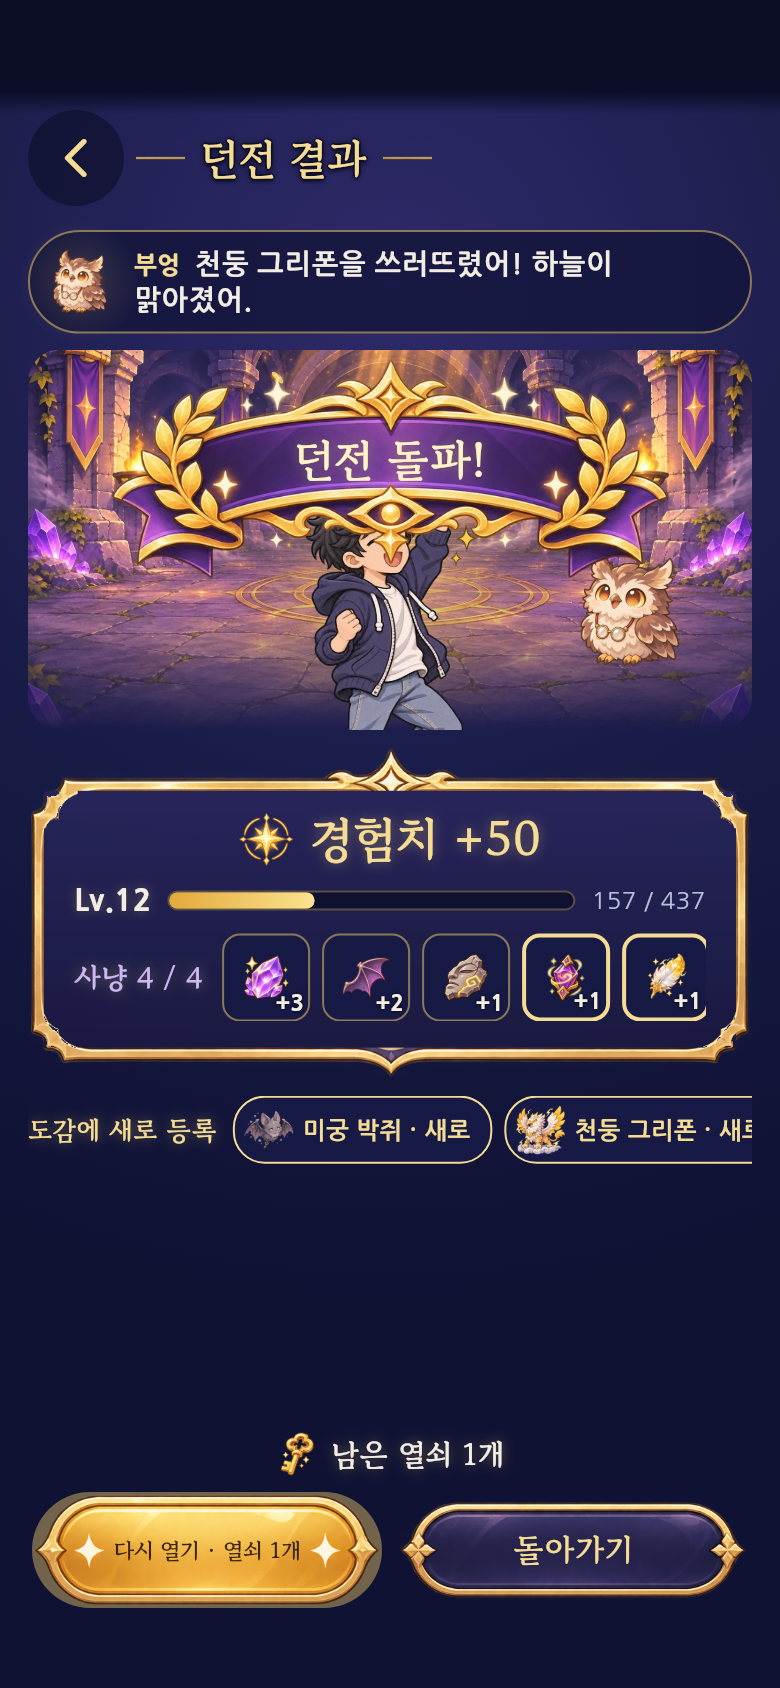 던전 결과
부엉 천둥 그리폰을 쓰러뜨렸어! 하늘이
맑아졌어.
던전 돌파!
경험치 +50
Lv.12 157 / 437
사냥 4 / 4 +3 +2 +1 +1 +1
도감에 새로 등록 미궁 박쥐 · 새로 천둥 그리폰 · 새로
남은 열쇠 1개
다시 열기 · 열쇠 1개 돌아가기